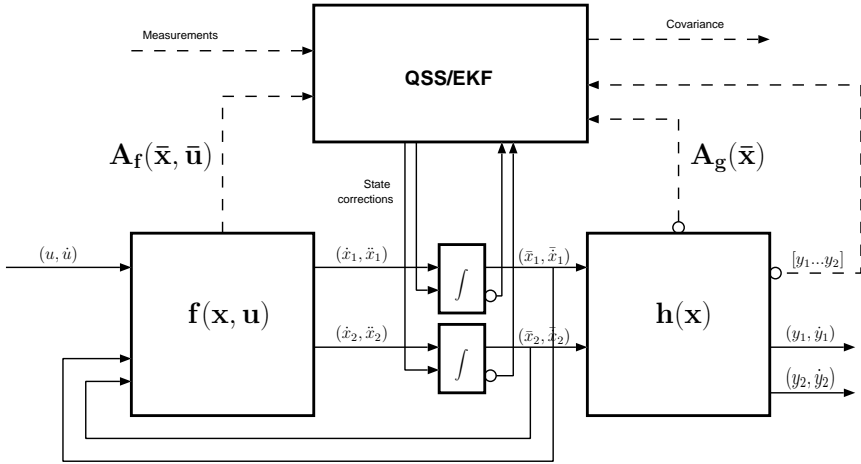 Measurements
Covariance
QSS/EKF
A_f(x̄, ū)
A_g(x̄)
State
corrections
(u, u̇)
(ẋ₁, ẍ₁)
(x̄₁, x̄̇₁)
[y₁...y₂]
∫
f(x, u)
h(x)
(ẋ₂, ẍ₂)
(x̄₂, x̄̇₂)
(y₁, ẏ₁)
∫
(y₂, ẏ₂)